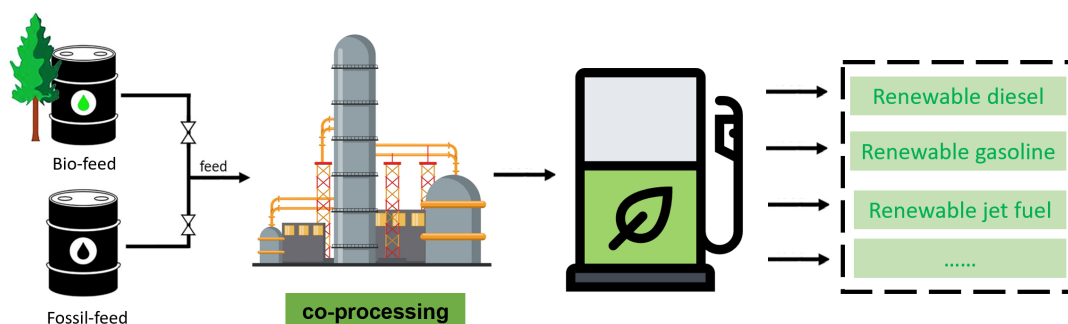 Bio-feed
feed
Fossil-feed
co-processing
Renewable diesel
Renewable gasoline
Renewable jet fuel
......